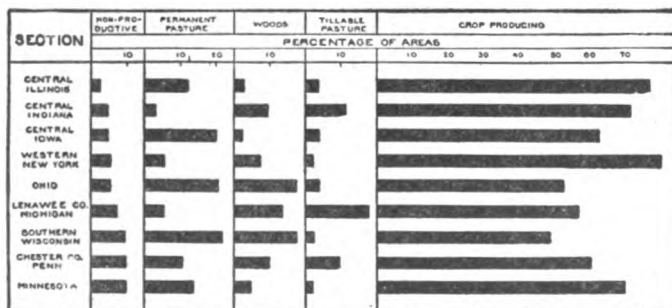 SECTION
NON-PRO-
DUCTIVE
PERMANENT
PASTURE
WOODS
TILLABLE
PASTURE
CROP PRODUCING
PERCENTAGE OF AREAS
10 10 20 10 10 10 20 30 40 50 60 70
CENTRAL
ILLINOIS
CENTRAL
INDIANA
CENTRAL
IOWA
WESTERN
NEW YORK
OHIO
LENAWEE CO.
MICHIGAN
SOUTHERN
WISCONSIN
CHESTER CO.
PENN
MINNESOTA